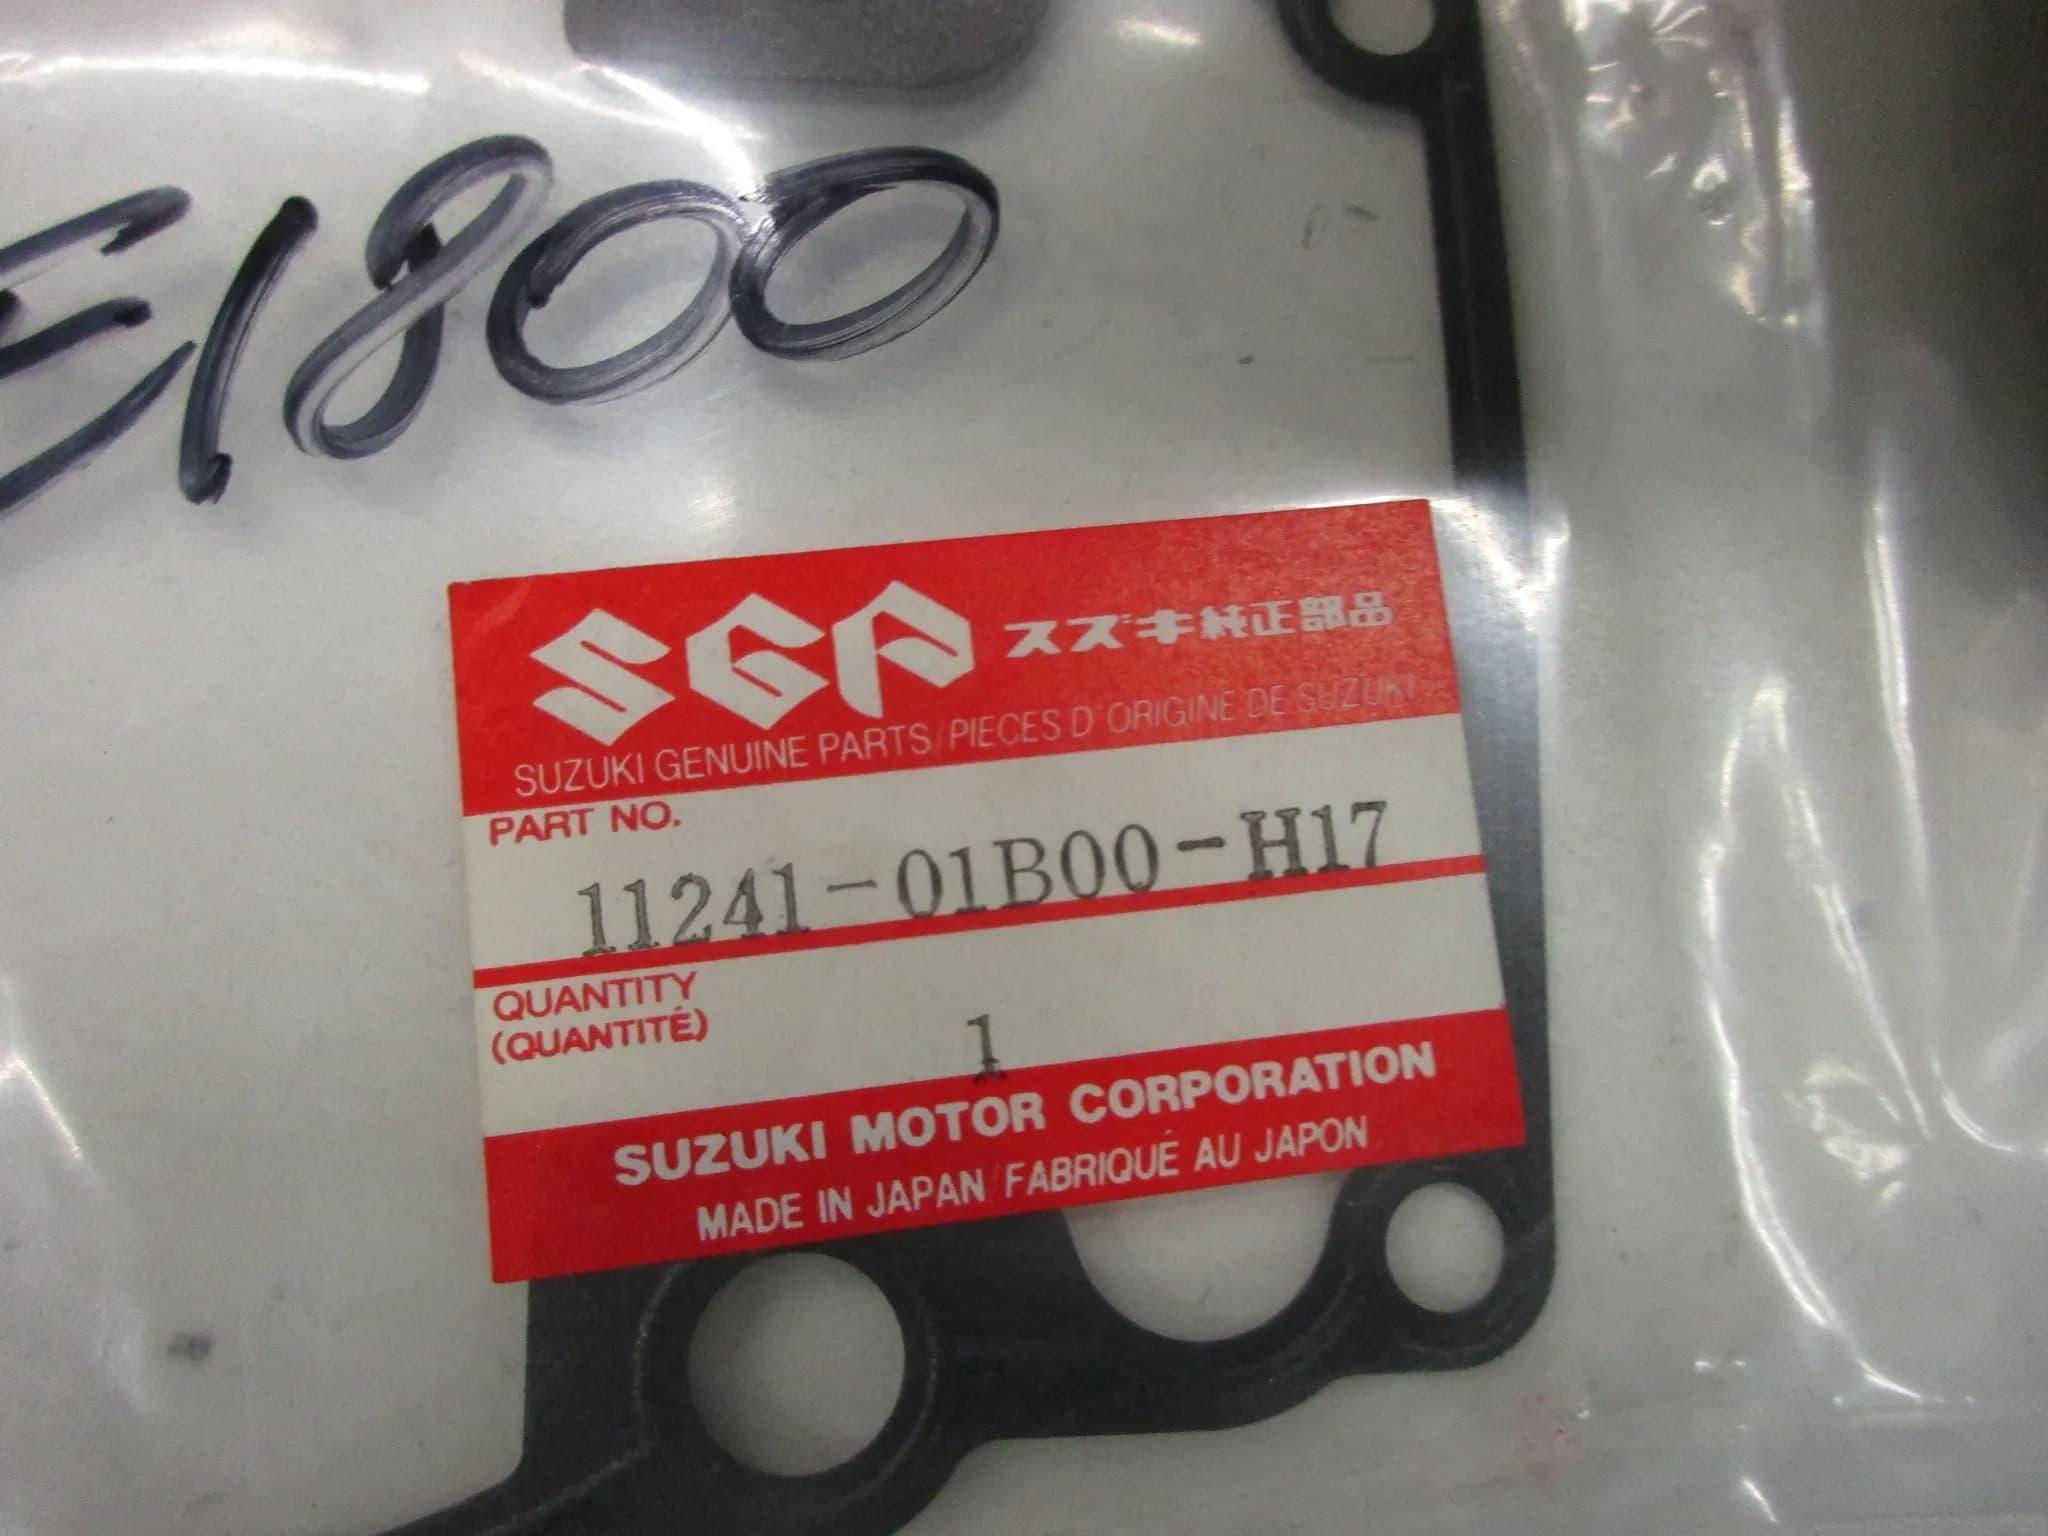 E1800
SGP スズキ純正部品
SUZUKI GENUINE PARTS/PIECES D'ORIGINE DE SUZUKI
PART NO.
11241-01B00-H17
QUANTITY
(QUANTITÉ)
1
SUZUKI MOTOR CORPORATION
MADE IN JAPAN/FABRIQUÉ AU JAPON